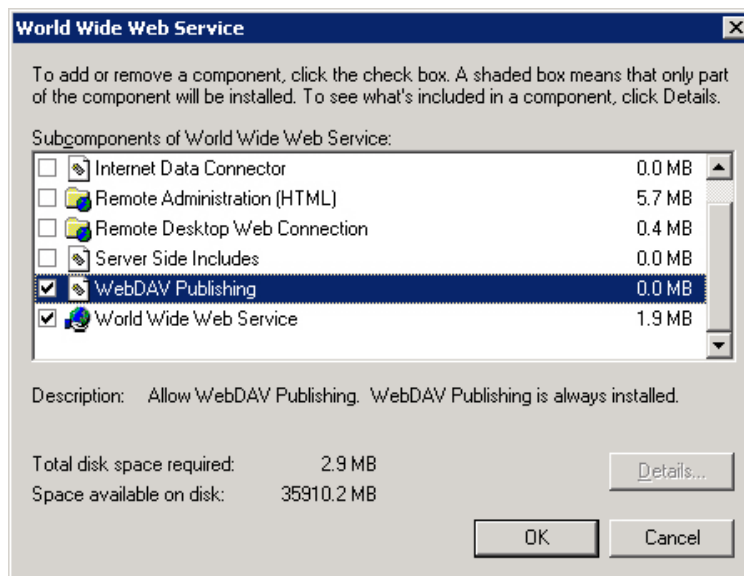 World Wide Web Service
To add or remove a component, click the check box. A shaded box means that only part
of the component will be installed. To see what's included in a component, click Details.
Subcomponents of World Wide Web Service:
Internet Data Connector 0.0 MB
Remote Administration (HTML) 5.7 MB
Remote Desktop Web Connection 0.4 MB
Server Side Includes 0.0 MB
WebDAV Publishing 0.0 MB
World Wide Web Service 1.9 MB
Description: Allow WebDAV Publishing. WebDAV Publishing is always installed.
Total disk space required: 2.9 MB
Space available on disk: 35910.2 MB
Details...
OK Cancel